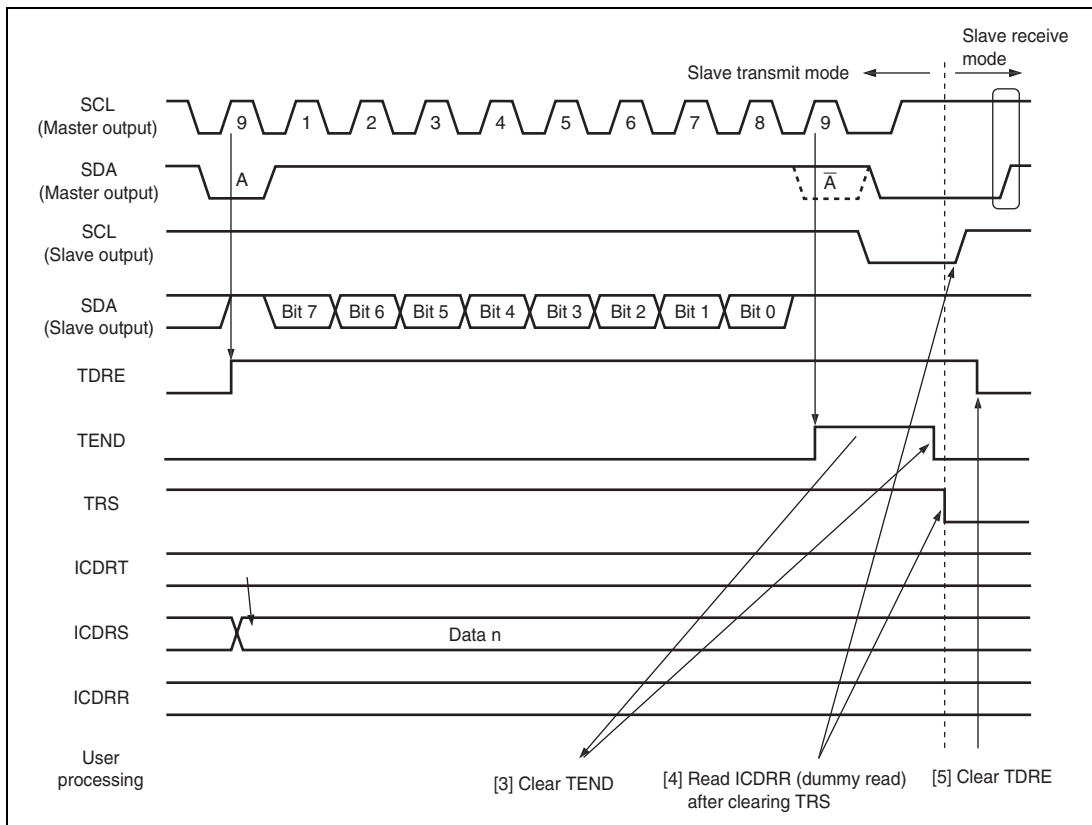 Slave receive
mode
Slave transmit mode
SCL
(Master output)
9 1 2 3 4 5 6 7 8 9
SDA
(Master output)
A A̅
SCL
(Slave output)
SDA
(Slave output)
Bit 7 Bit 6 Bit 5 Bit 4 Bit 3 Bit 2 Bit 1 Bit 0
TDRE
TEND
TRS
ICDRT
ICDRS
Data n
ICDRR
User
processing
[3] Clear TEND
[4] Read ICDRR (dummy read)
after clearing TRS
[5] Clear TDRE